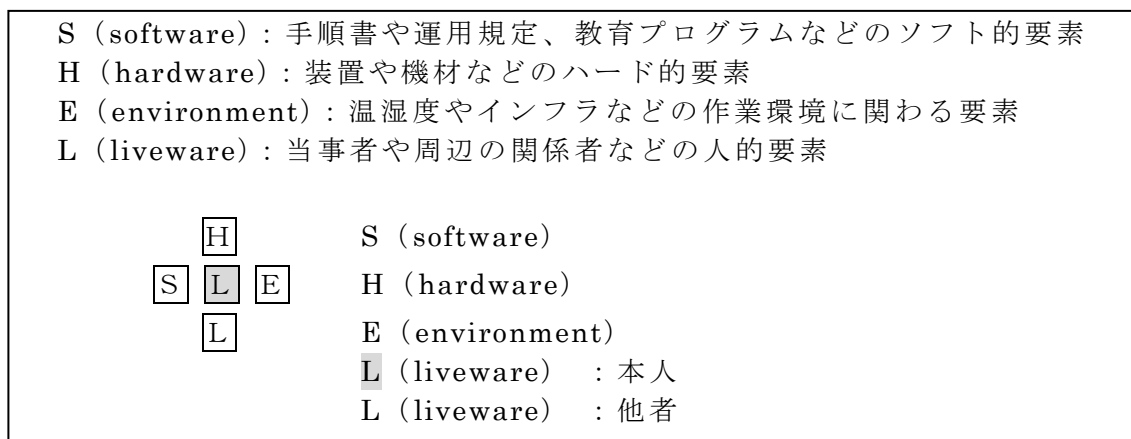 S（software）: 手順書や運用規定、教育プログラムなどのソフト的要素
H（hardware）: 装置や機材などのハード的要素
E（environment）: 温湿度やインフラなどの作業環境に関わる要素
L（liveware）: 当事者や周辺の関係者などの人的要素
H S（software）
S L E H（hardware）
L E（environment）
L（liveware） : 本人
L（liveware） : 他者